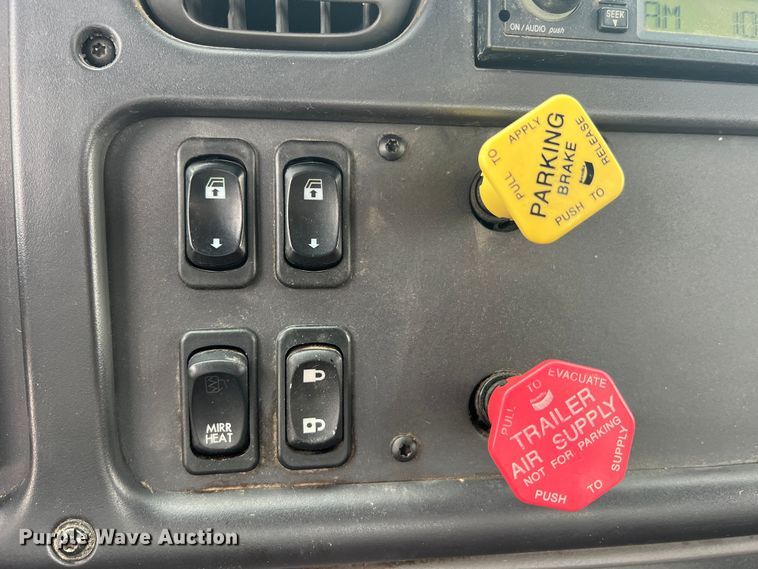 ON / AUDIO push
SEEK
AM 10
PULL TO APPLY
PARKING
BRAKE
PUSH TO RELEASE
MIRR
HEAT
PULL TO EVACUATE
TRAILER
AIR SUPPLY
NOT FOR PARKING
PUSH TO SUPPLY
Purple Wave Auction